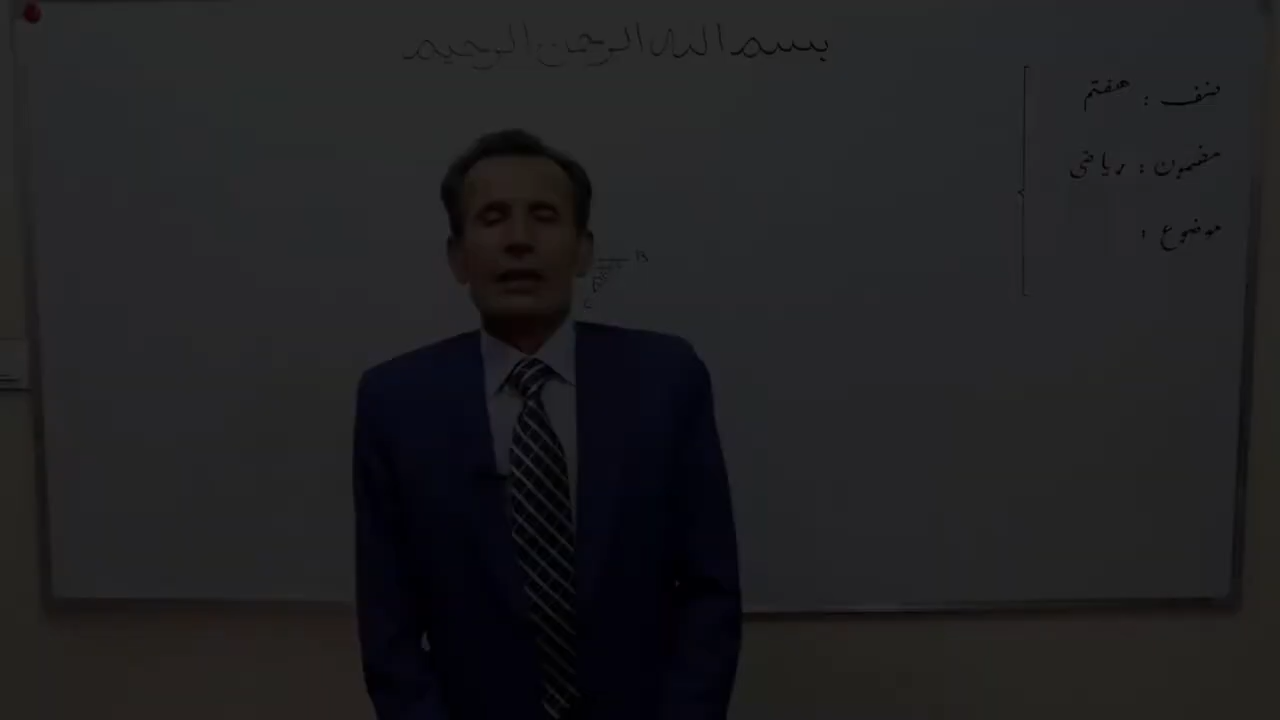 بسم الله الرحمن الرحیم
صنف : هفتم
مضمون : ریاضی
موضوع :
B
C